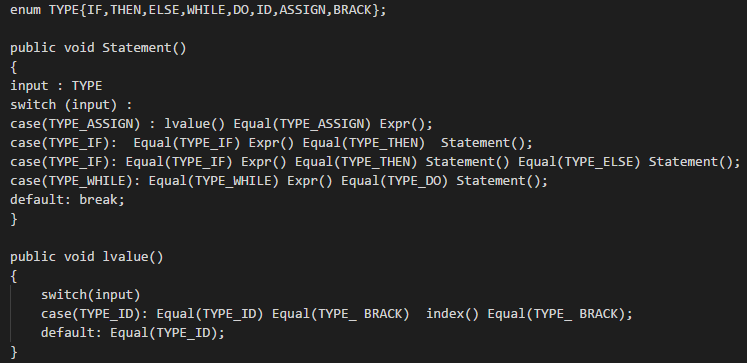 enum TYPE{IF,THEN,ELSE,WHILE,DO,ID,ASSIGN,BRACK};
public void Statement()
{
input : TYPE
switch (input) :
case(TYPE_ASSIGN) : lvalue() Equal(TYPE_ASSIGN) Expr();
case(TYPE_IF):  Equal(TYPE_IF) Expr() Equal(TYPE_THEN)  Statement();
case(TYPE_IF): Equal(TYPE_IF) Expr() Equal(TYPE_THEN) Statement() Equal(TYPE_ELSE) Statement();
case(TYPE_WHILE): Equal(TYPE_WHILE) Expr() Equal(TYPE_DO) Statement();
default: break;
}
public void lvalue()
{
    switch(input)
    case(TYPE_ID): Equal(TYPE_ID) Equal(TYPE_ BRACK)  index() Equal(TYPE_ BRACK);
    default: Equal(TYPE_ID);
}